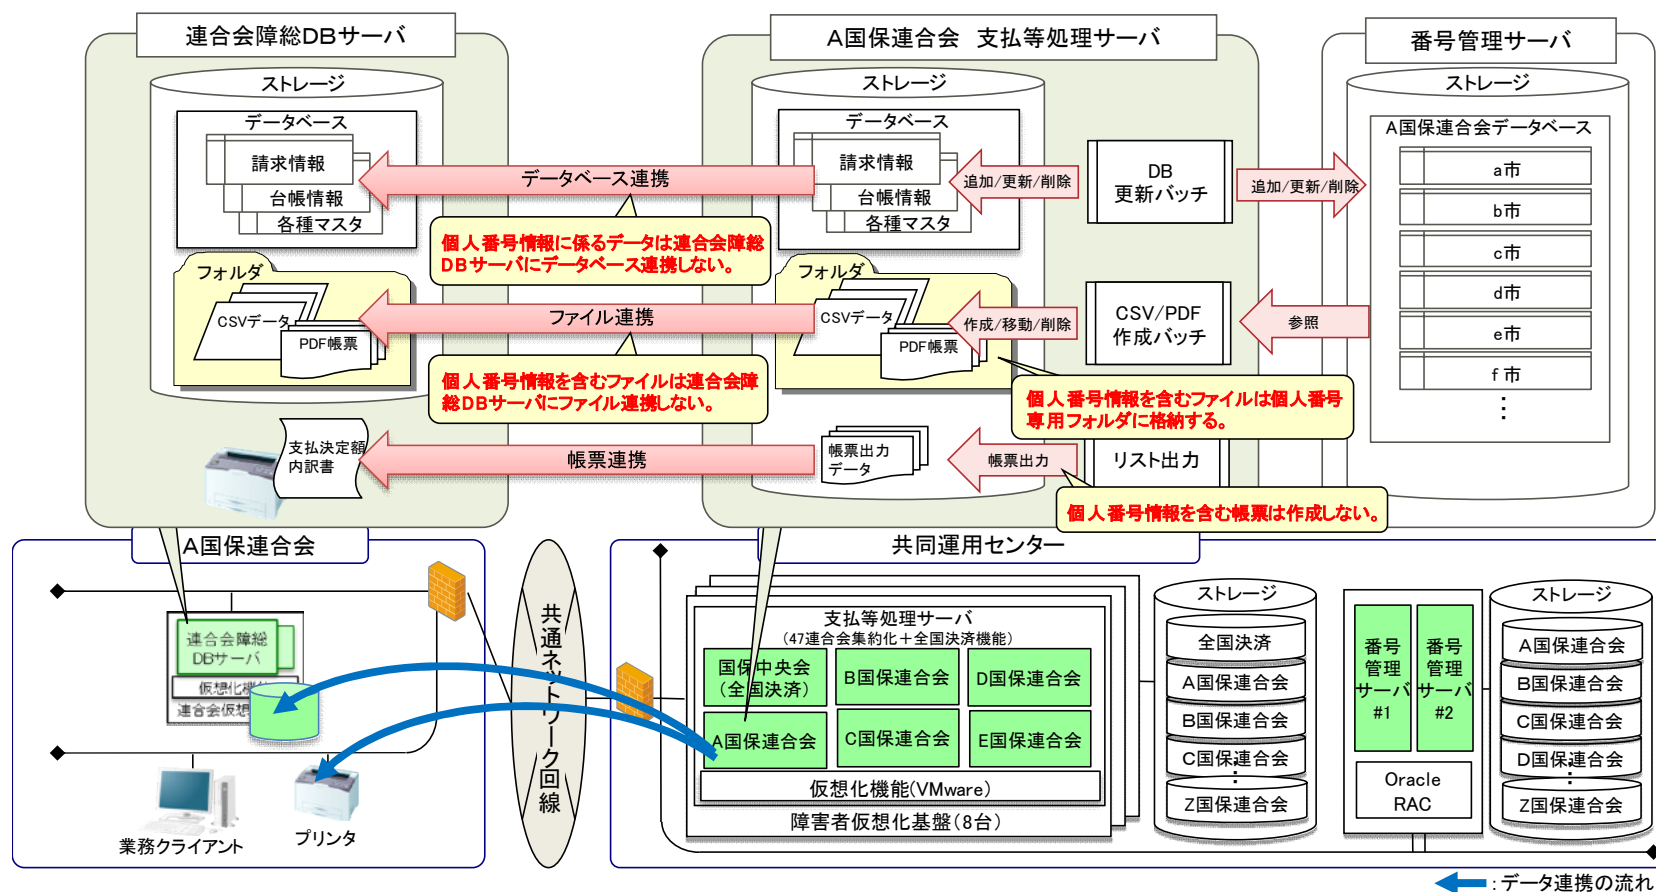 連合会障総DBサーバ
ストレージ
データベース
請求情報
台帳情報
各種マスタ
フォルダ
CSVデータ
PDF帳票
支払決定額
内訳書
データベース連携
個人番号情報に係るデータは連合会障総
DBサーバにデータベース連携しない。
ファイル連携
個人番号情報を含むファイルは連合会障
総DBサーバにファイル連携しない。
帳票連携
A国保連合会 支払等処理サーバ
ストレージ
データベース
請求情報
台帳情報
各種マスタ
フォルダ
CSVデータ
PDF帳票
帳票出力
データ
追加/更新/削除
DB
更新バッチ
追加/更新/削除
作成/移動/削除
CSV/PDF
作成バッチ
参照
個人番号情報を含むファイルは個人番号
専用フォルダに格納する。
帳票出力
リスト出力
個人番号情報を含む帳票は作成しない。
番号管理サーバ
ストレージ
A国保連合会データベース
a市
b市
c市
d市
e市
f市
⋮
A国保連合会
連合会障総
DBサーバ
仮想化機
連合会仮想
業務クライアント
プリンタ
共通ネットワーク回線
共同運用センター
支払等処理サーバ
(47連合会集約化+全国決済機能)
国保中央会
(全国決済)
B国保連合会
D国保連合会
A国保連合会
C国保連合会
E国保連合会
仮想化機能(VMware)
障害者仮想化基盤(8台)
ストレージ
全国決済
A国保連合会
B国保連合会
C国保連合会
⋮
Z国保連合会
番号
管理
サーバ
#1
番号
管理
サーバ
#2
Oracle
RAC
ストレージ
A国保連合会
B国保連合会
C国保連合会
D国保連合会
⋮
Z国保連合会
:データ連携の流れ